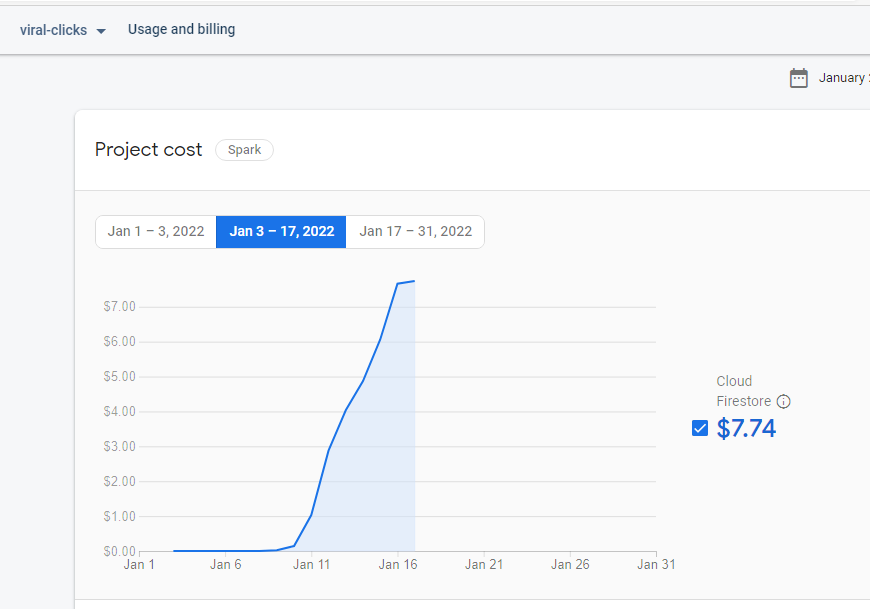 viral-clicks Usage and billing
January
Project cost Spark
Jan 1 – 3, 2022 Jan 3 – 17, 2022 Jan 17 – 31, 2022
$7.00
$6.00
$5.00
$4.00
$3.00
$2.00
$1.00
$0.00
Jan 1 Jan 6 Jan 11 Jan 16 Jan 21 Jan 26 Jan 31
Cloud
Firestore
$7.74